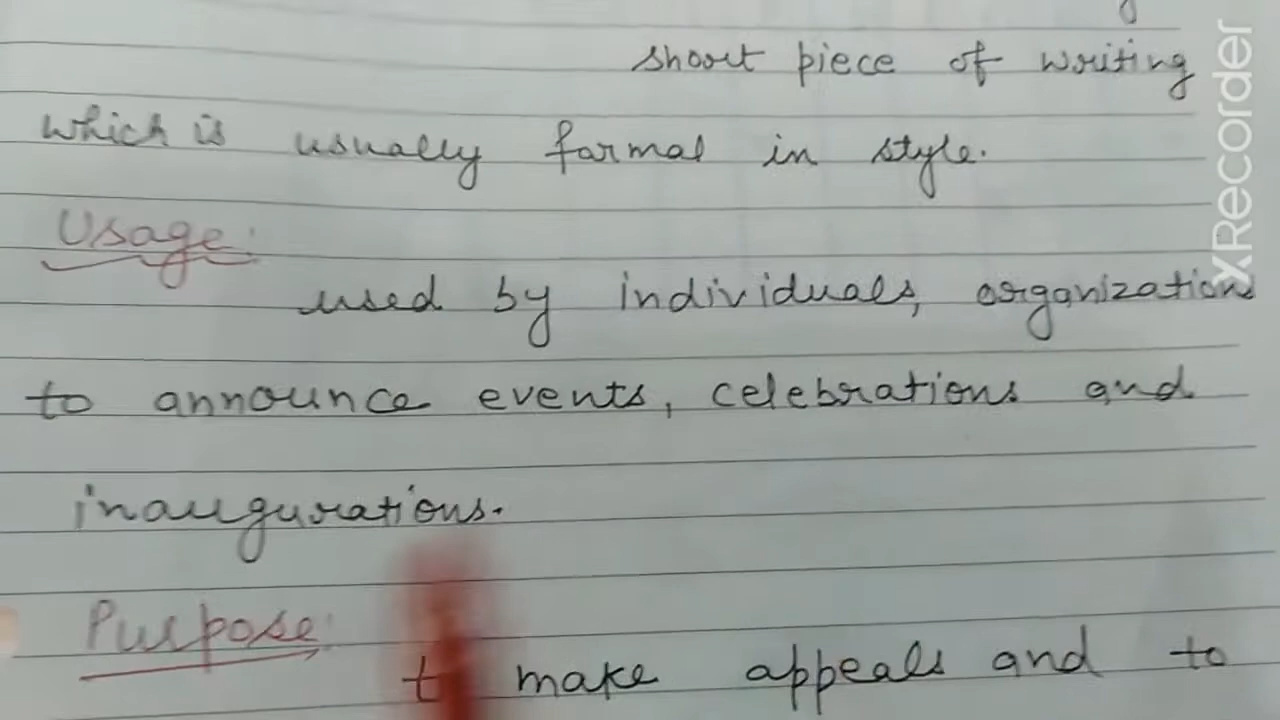 short piece of writing
which is usually formal in style.
Usage:
used by individuals, organizations
to announce events, celebrations and
inaugurations.
Purpose:
make appeals and to
XRecorder